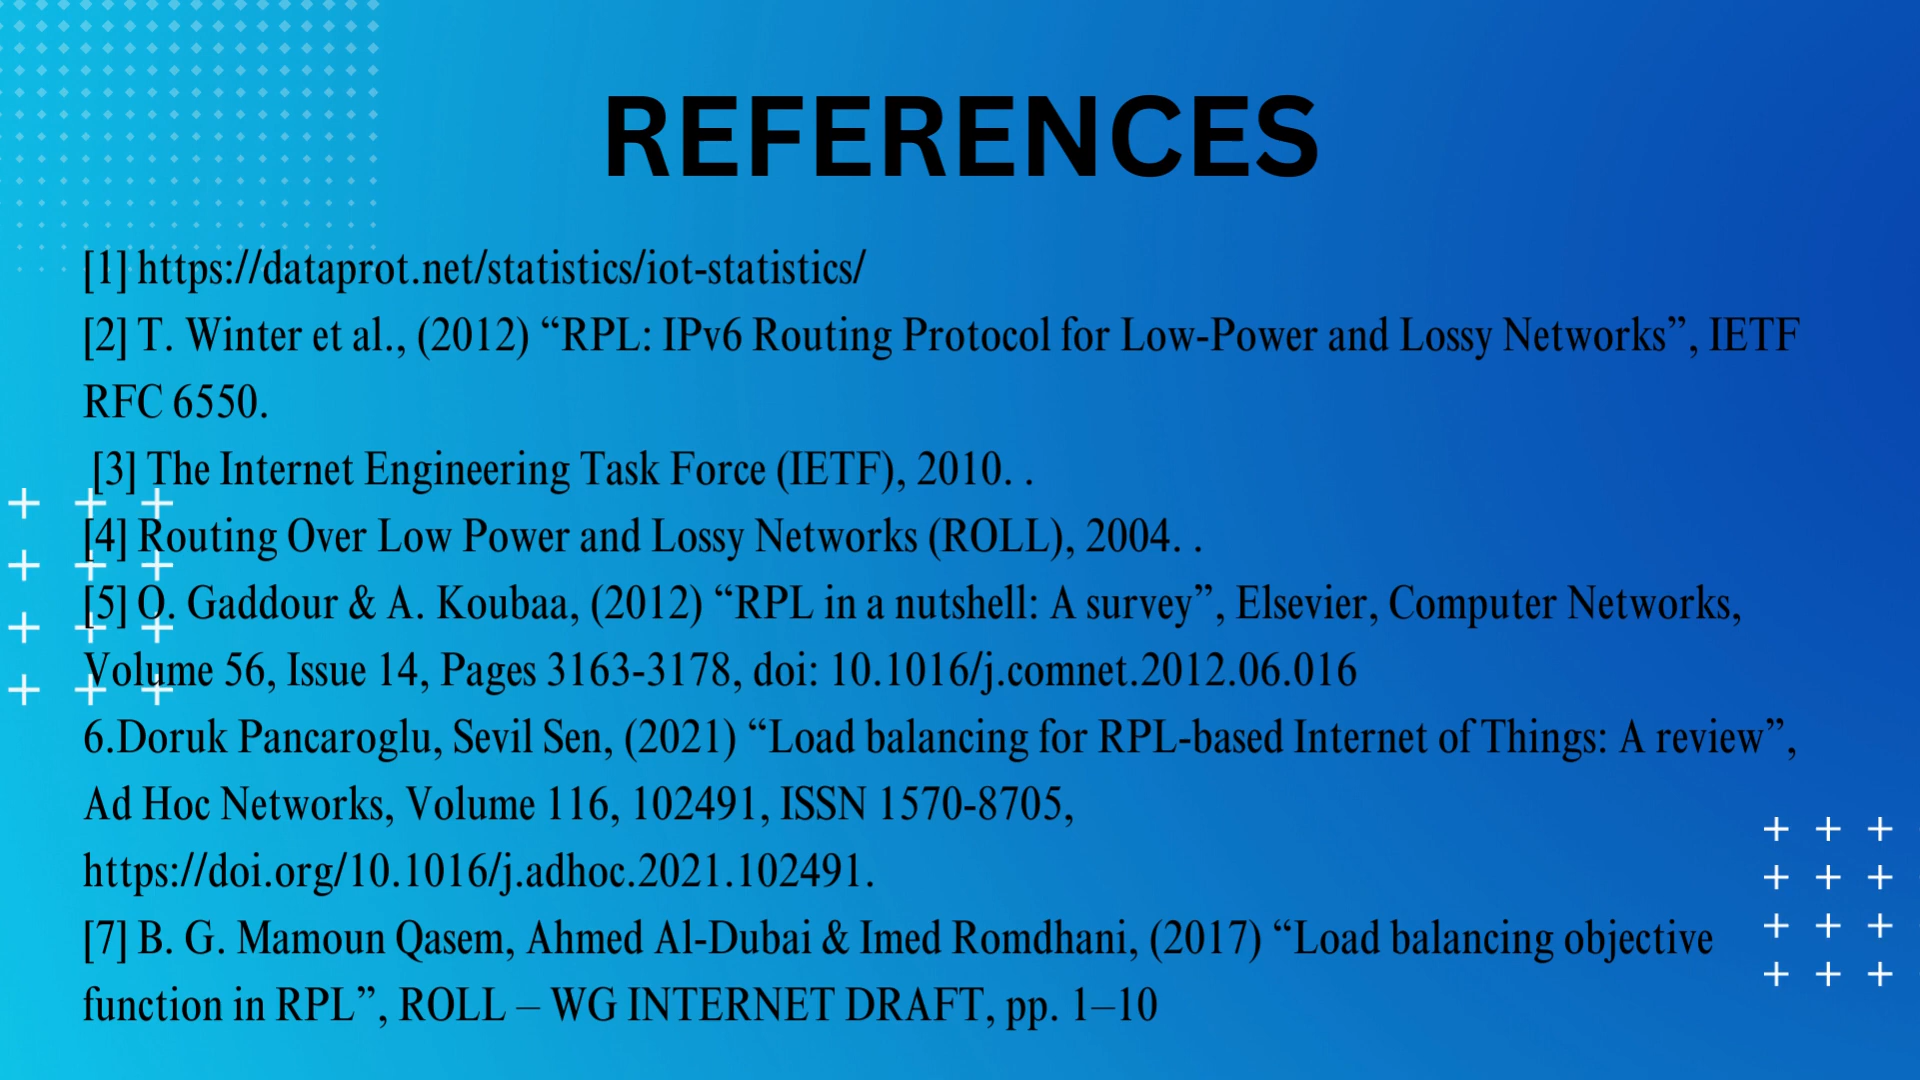 REFERENCES
[1] https://dataprot.net/statistics/iot-statistics/
[2] T. Winter et al., (2012) “RPL: IPv6 Routing Protocol for Low-Power and Lossy Networks”, IETF
RFC 6550.
[3] The Internet Engineering Task Force (IETF), 2010. .
[4] Routing Over Low Power and Lossy Networks (ROLL), 2004. .
[5] O. Gaddour & A. Koubaa, (2012) “RPL in a nutshell: A survey”, Elsevier, Computer Networks,
Volume 56, Issue 14, Pages 3163-3178, doi: 10.1016/j.comnet.2012.06.016
6.Doruk Pancaroglu, Sevil Sen, (2021) “Load balancing for RPL-based Internet of Things: A review”,
Ad Hoc Networks, Volume 116, 102491, ISSN 1570-8705,
https://doi.org/10.1016/j.adhoc.2021.102491.
[7] B. G. Mamoun Qasem, Ahmed Al-Dubai & Imed Romdhani, (2017) “Load balancing objective
function in RPL”, ROLL – WG INTERNET DRAFT, pp. 1–10